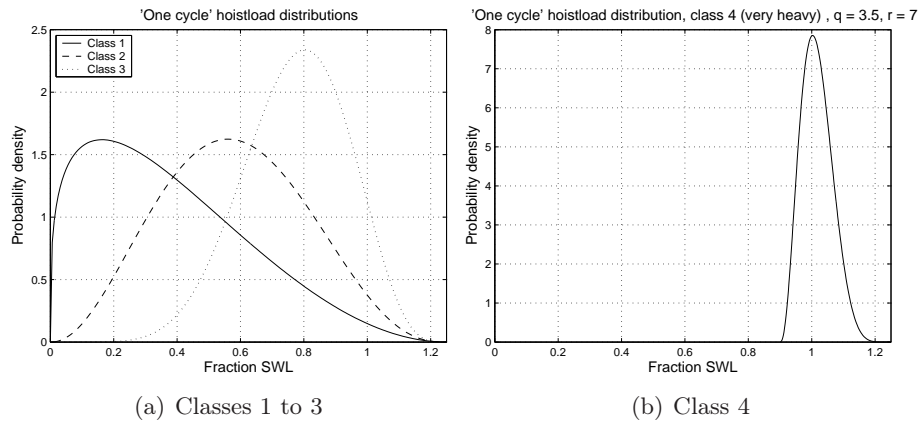 'One cycle' hoistload distributions
2.5
2
1.5
1
0.5
0
Probability density
Class 1
Class 2
Class 3
0 0.2 0.4 0.6 0.8 1 1.2
Fraction SWL
(a) Classes 1 to 3
'One cycle' hoistload distribution, class 4 (very heavy) , q = 3.5, r = 7
8
7
6
5
4
3
2
1
0
Probability density
0 0.2 0.4 0.6 0.8 1 1.2
Fraction SWL
(b) Class 4